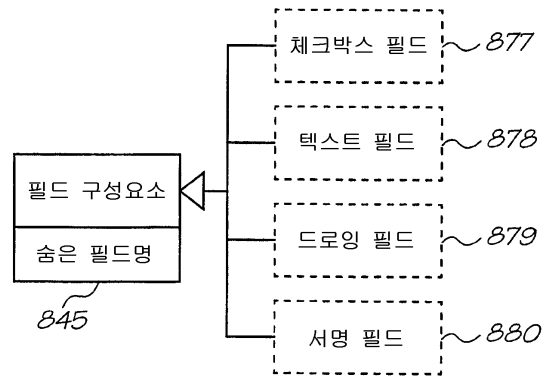 체크박스 필드 877
텍스트 필드 878
필드 구성요소
숨은 필드명
845
드로잉 필드 879
서명 필드 880